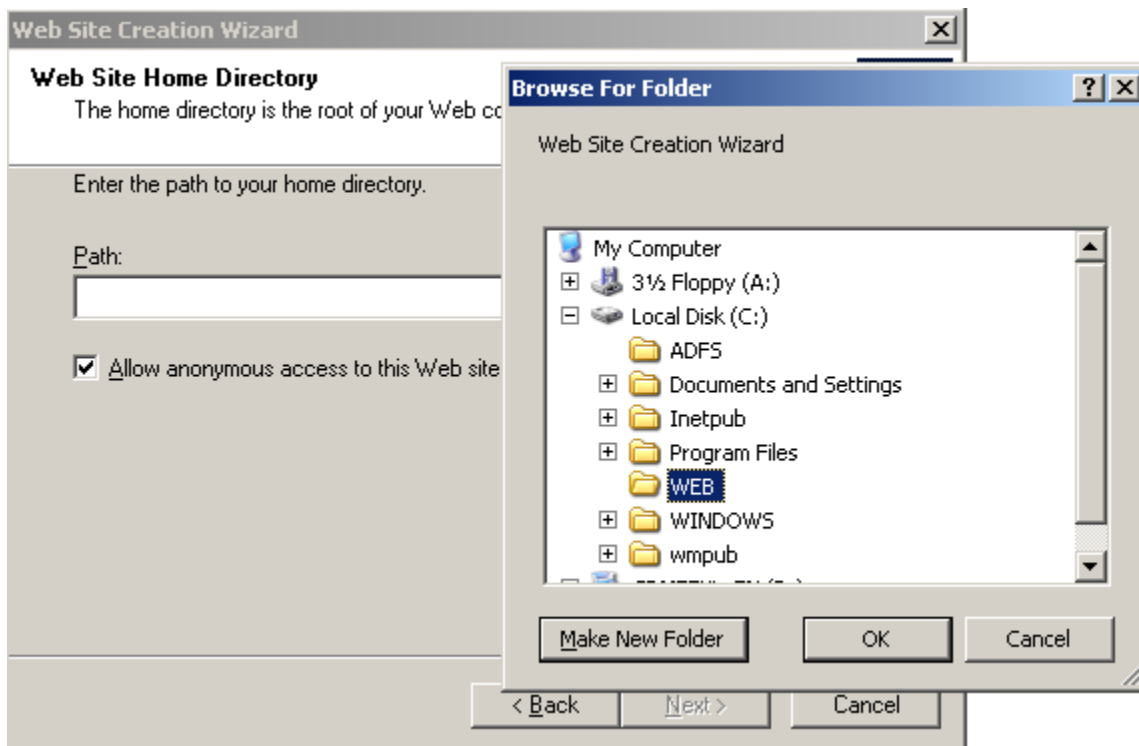 Web Site Creation Wizard
Web Site Home Directory
The home directory is the root of your Web
Enter the path to your home directory.
Path:
Allow anonymous access to this Web site
Browse For Folder
Web Site Creation Wizard
My Computer
3½ Floppy (A:)
Local Disk (C:)
ADFS
Documents and Settings
Inetpub
Program Files
WEB
WINDOWS
wmpub
Make New Folder OK Cancel
< Back Next > Cancel